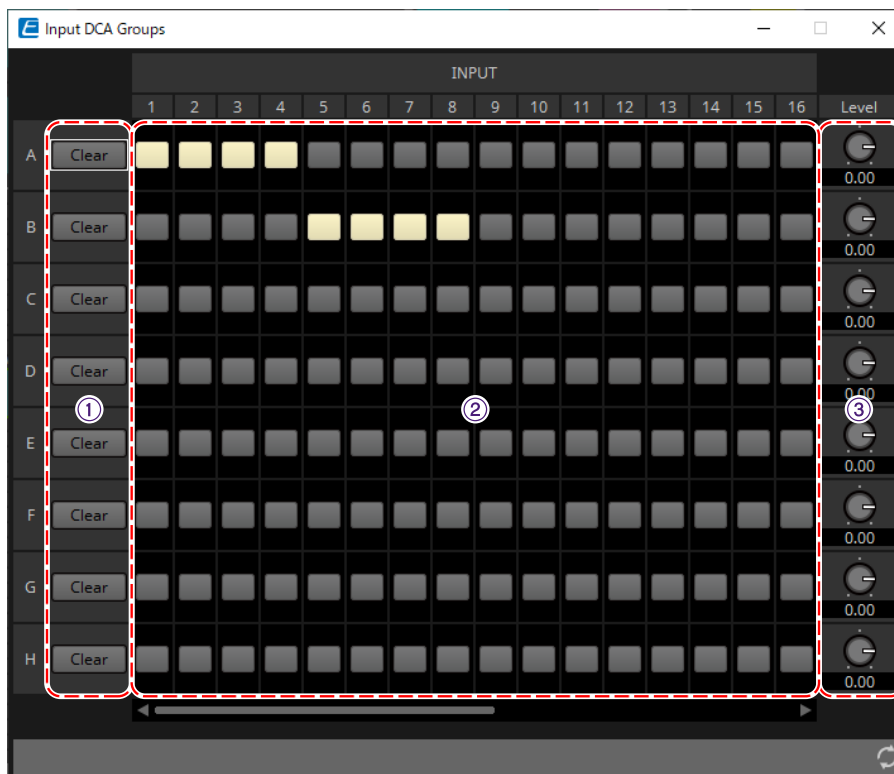 Input DCA Groups
INPUT
1 2 3 4 5 6 7 8 9 10 11 12 13 14 15 16 Level
A Clear 0.00
B Clear 0.00
C Clear 0.00
D Clear 0.00
① ② ③
E Clear 0.00
F Clear 0.00
G Clear 0.00
H Clear 0.00